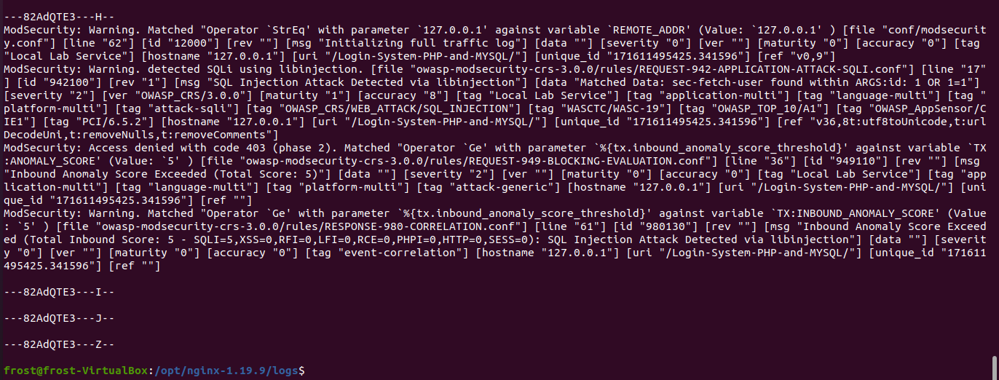 ---82AdQTE3---H--
ModSecurity: Warning. Matched "Operator `StrEq' with parameter `127.0.0.1' against variable `REMOTE_ADDR' (Value: `127.0.0.1' ) [file "conf/modsecurit
y.conf"] [line "62"] [id "12000"] [rev ""] [msg "Initializing full traffic log"] [data ""] [severity "0"] [ver ""] [maturity "0"] [accuracy "0"] [tag
"Local Lab Service"] [hostname "127.0.0.1"] [uri "/Login-System-PHP-and-MYSQL/"] [unique_id "171611495425.341596"] [ref "v0,9"]
ModSecurity: Warning. detected SQLi using libinjection. [file "owasp-modsecurity-crs-3.0.0/rules/REQUEST-942-APPLICATION-ATTACK-SQLI.conf"] [line "17"
] [id "942100"] [rev "1"] [msg "SQL Injection Attack Detected via libinjection"] [data "Matched Data: sec-fetch-user found within ARGS:id: 1 OR 1=1"]
[severity "2"] [ver "OWASP_CRS/3.0.0"] [maturity "1"] [accuracy "8"] [tag "Local Lab Service"] [tag "application-multi"] [tag "language-multi"] [tag "
platform-multi"] [tag "attack-sqli"] [tag "OWASP_CRS/WEB_ATTACK/SQL_INJECTION"] [tag "WASCTC/WASC-19"] [tag "OWASP_TOP_10/A1"] [tag "OWASP_AppSensor/C
IE1"] [tag "PCI/6.5.2"] [hostname "127.0.0.1"] [uri "/Login-System-PHP-and-MYSQL/"] [unique_id "171611495425.341596"] [ref "v36,8t:utf8toUnicode,t:url
DecodeUni,t:removeNulls,t:removeComments"]
ModSecurity: Access denied with code 403 (phase 2). Matched "Operator `Ge' with parameter `%{tx.inbound_anomaly_score_threshold}' against variable `TX
:ANOMALY_SCORE' (Value: `5' ) [file "owasp-modsecurity-crs-3.0.0/rules/REQUEST-949-BLOCKING-EVALUATION.conf"] [line "36"] [id "949110"] [rev ""] [msg
"Inbound Anomaly Score Exceeded (Total Score: 5)"] [data ""] [severity "2"] [ver ""] [maturity "0"] [accuracy "0"] [tag "Local Lab Service"] [tag "app
lication-multi"] [tag "language-multi"] [tag "platform-multi"] [tag "attack-generic"] [hostname "127.0.0.1"] [uri "/Login-System-PHP-and-MYSQL/"] [uni
que_id "171611495425.341596"] [ref ""]
ModSecurity: Warning. Matched "Operator `Ge' with parameter `%{tx.inbound_anomaly_score_threshold}' against variable `TX:INBOUND_ANOMALY_SCORE' (Value
: `5' ) [file "owasp-modsecurity-crs-3.0.0/rules/RESPONSE-980-CORRELATION.conf"] [line "61"] [id "980130"] [rev ""] [msg "Inbound Anomaly Score Exceed
ed (Total Inbound Score: 5 - SQLI=5,XSS=0,RFI=0,LFI=0,RCE=0,PHPI=0,HTTP=0,SESS=0): SQL Injection Attack Detected via libinjection"] [data ""] [severit
y "0"] [ver ""] [maturity "0"] [accuracy "0"] [tag "event-correlation"] [hostname "127.0.0.1"] [uri "/Login-System-PHP-and-MYSQL/"] [unique_id "171611
495425.341596"] [ref ""]
---82AdQTE3---I--
---82AdQTE3---J--
---82AdQTE3---Z--
frost@frost-VirtualBox:/opt/nginx-1.19.9/logs$